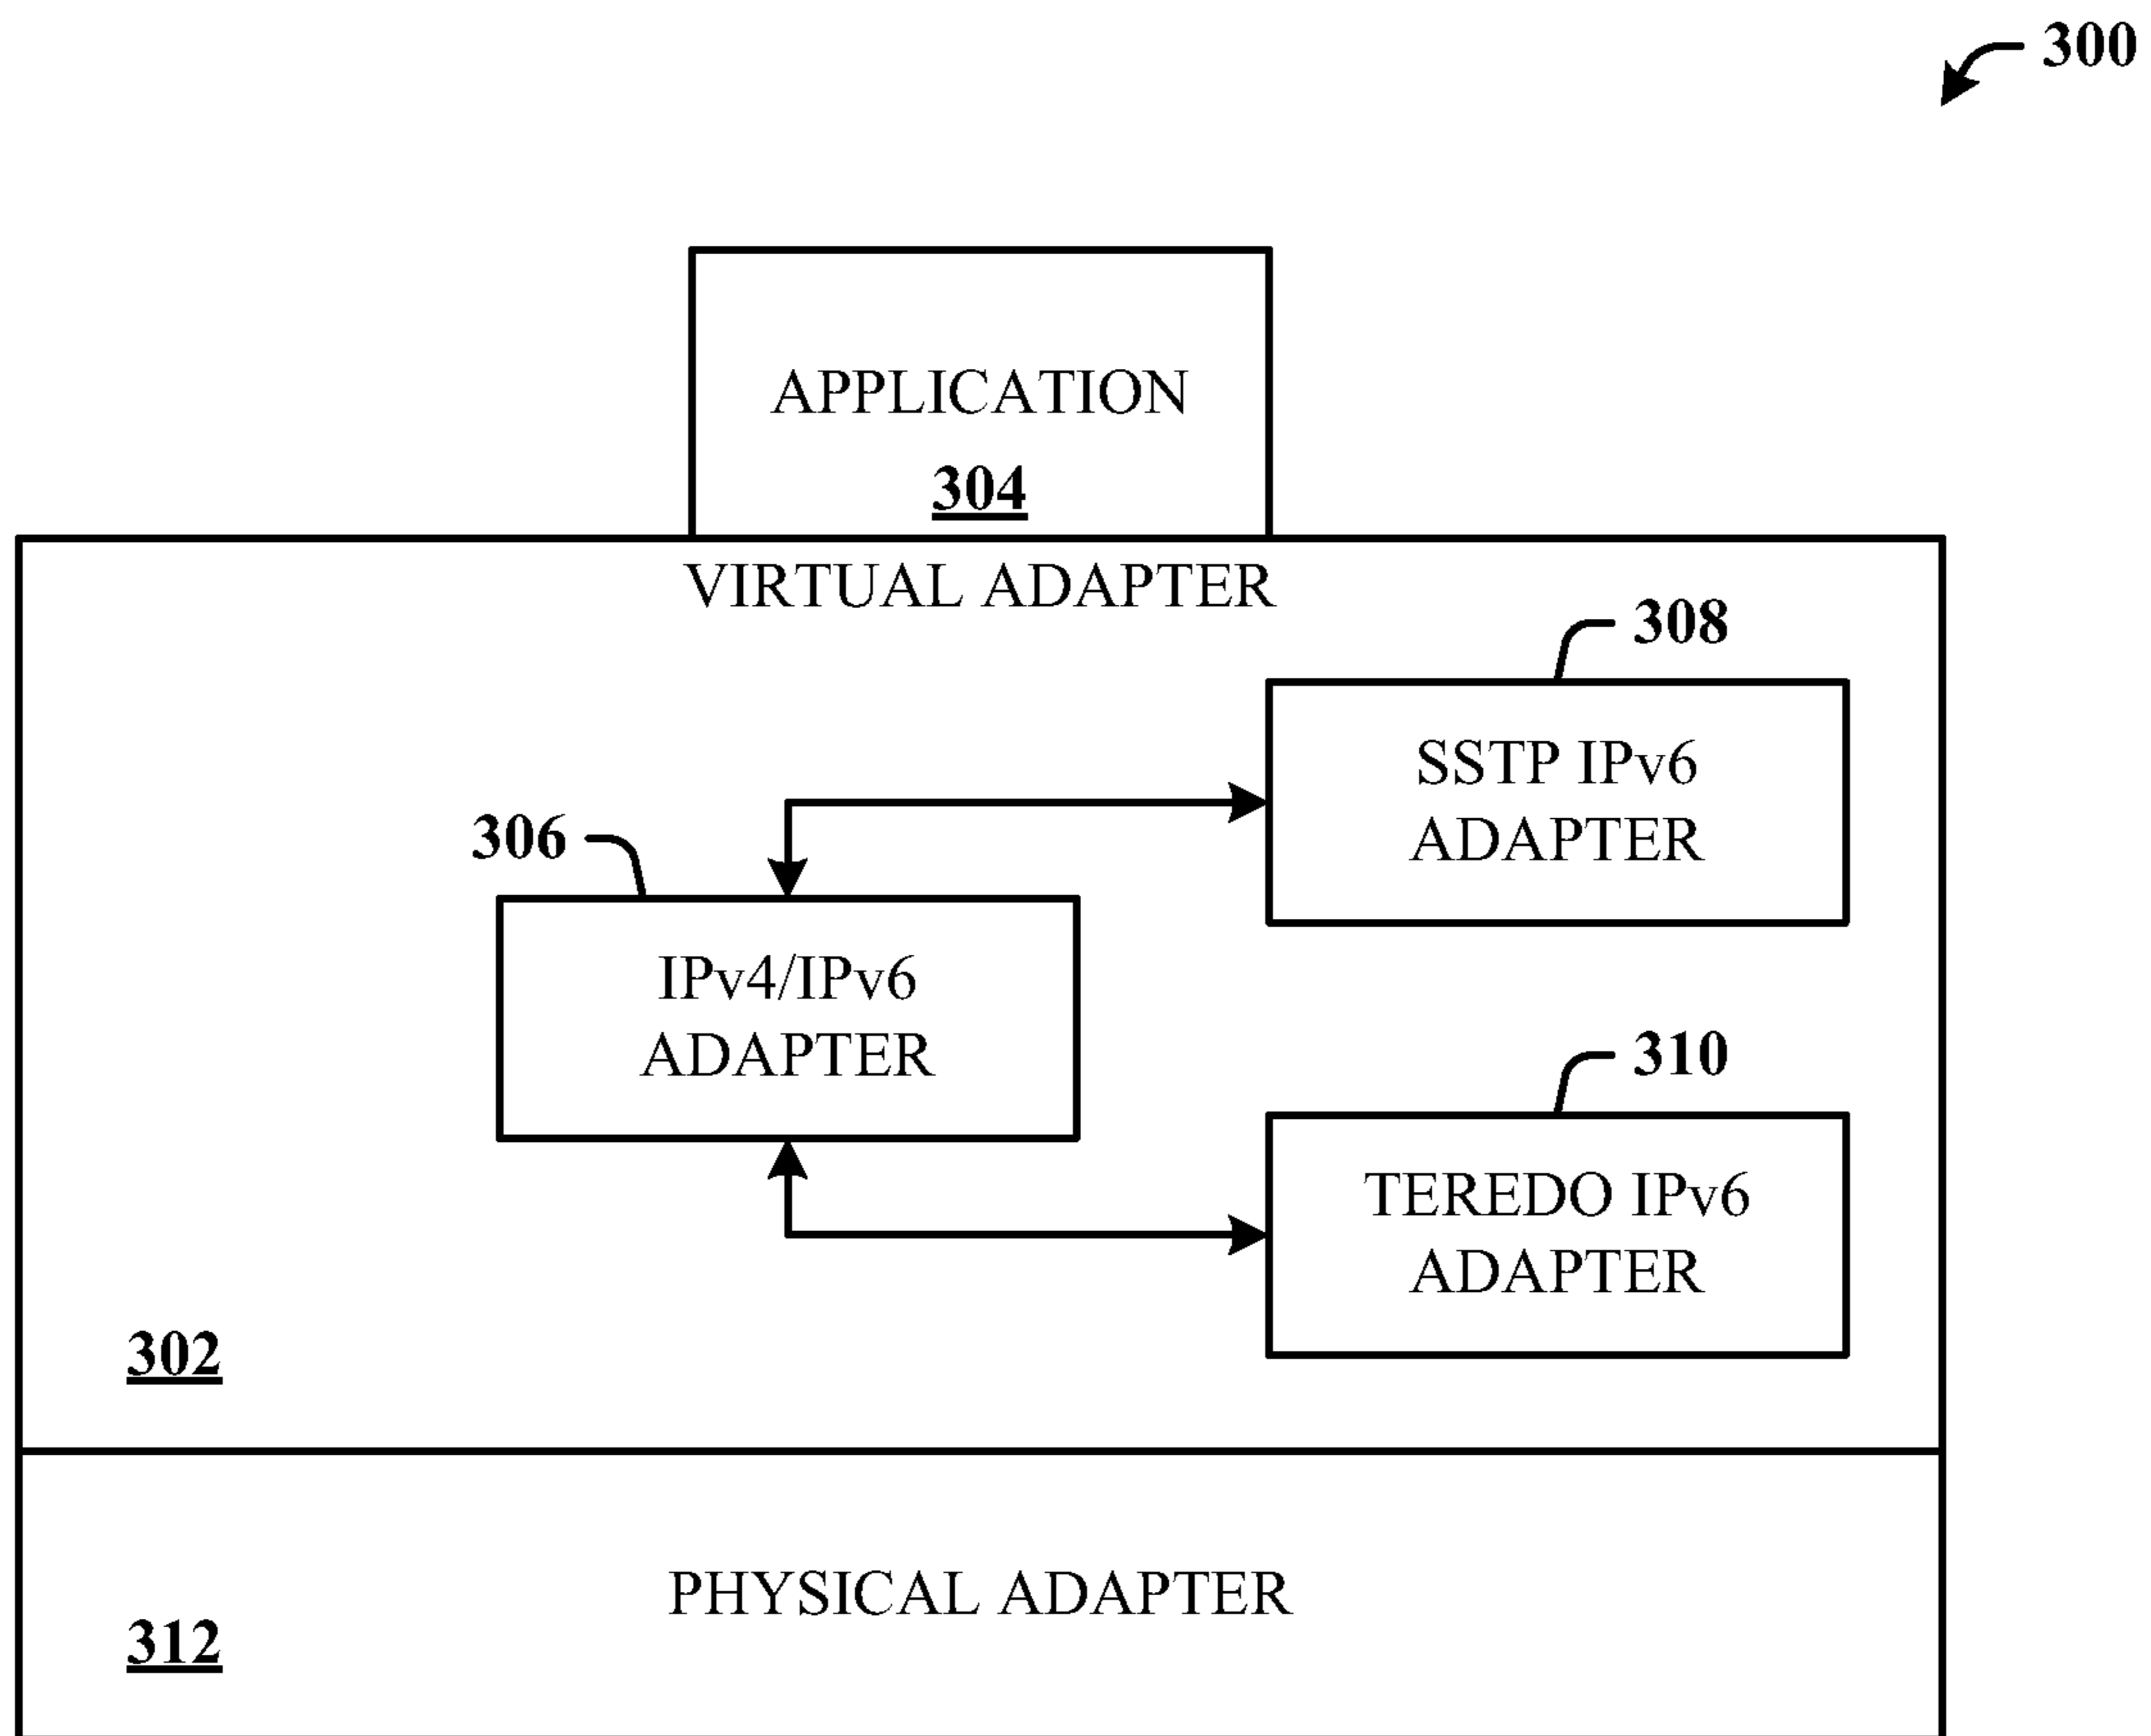 300
APPLICATION
304
VIRTUAL ADAPTER
308
SSTP IPv6
ADAPTER
306
IPv4/IPv6
ADAPTER
310
TEREDO IPv6
ADAPTER
302
PHYSICAL ADAPTER
312